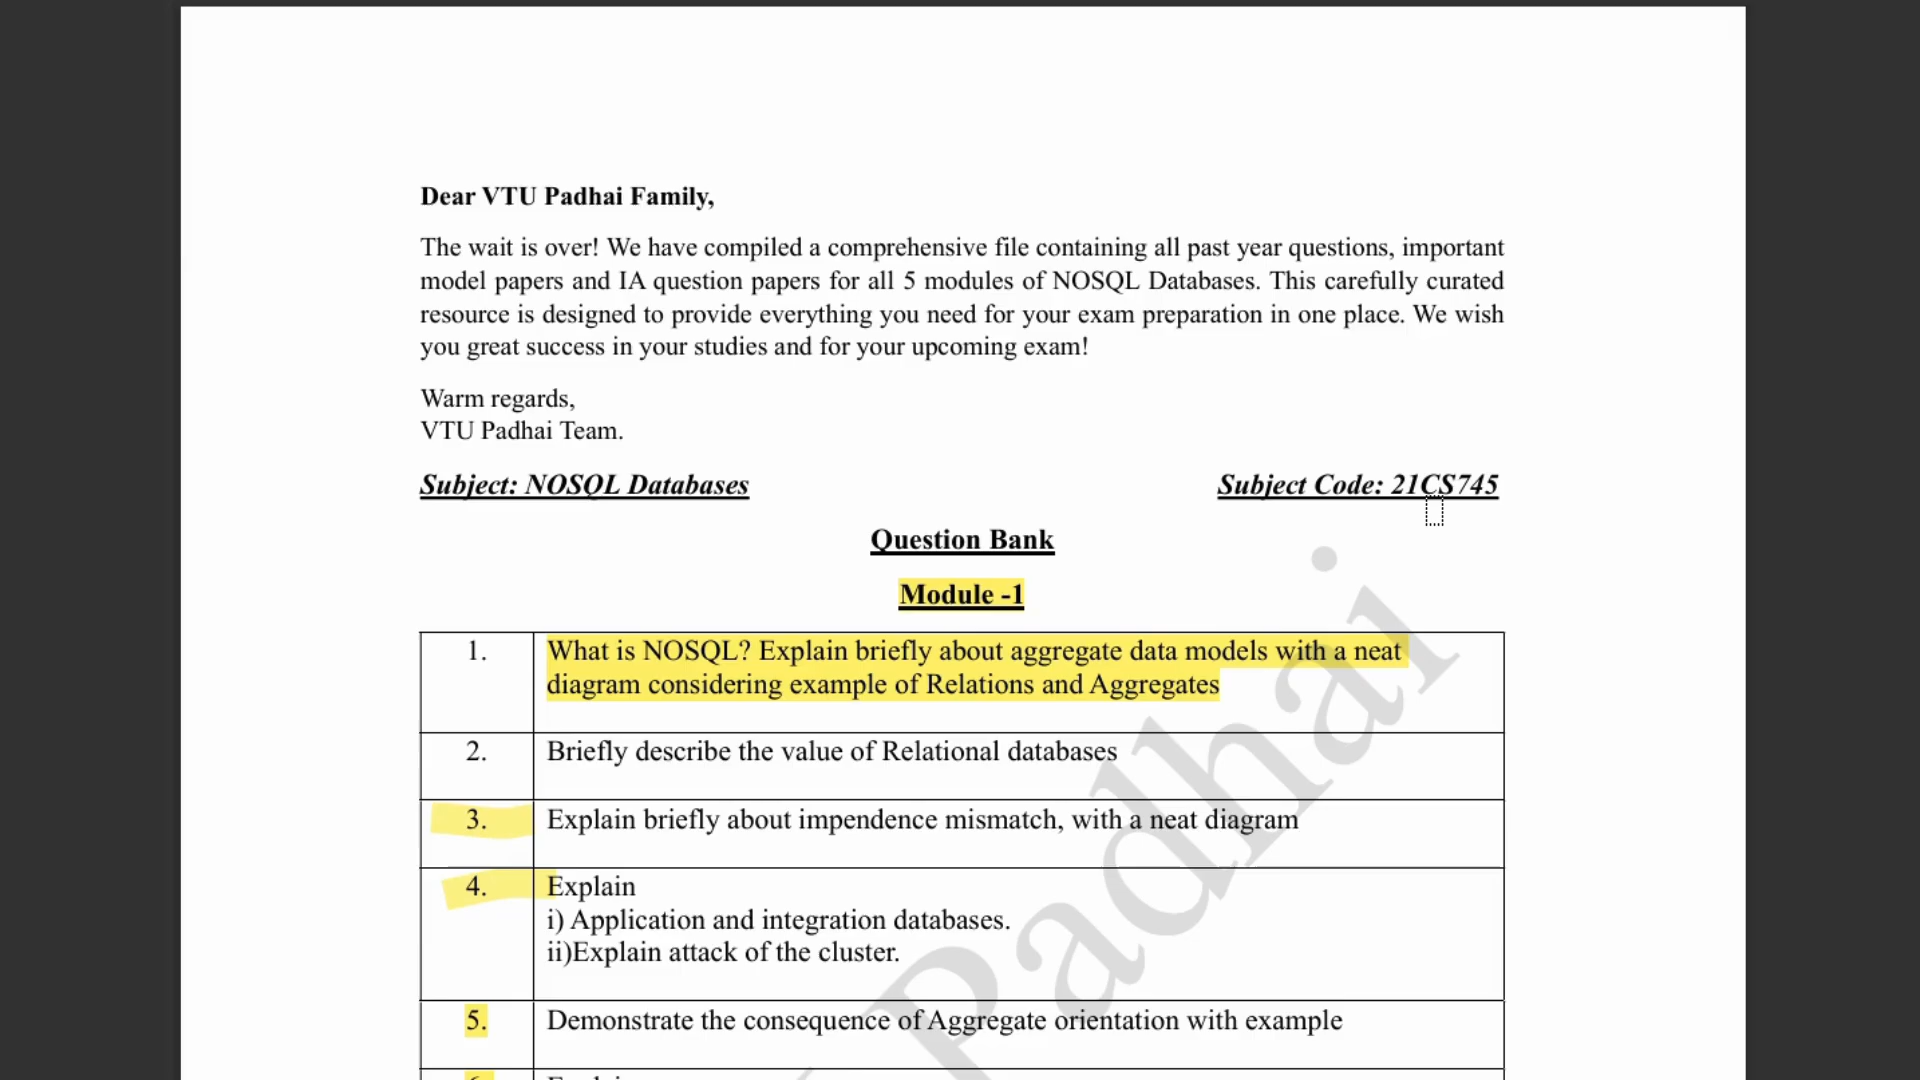 Dear VTU Padhai Family,
The wait is over! We have compiled a comprehensive file containing all past year questions, important
model papers and IA question papers for all 5 modules of NOSQL Databases. This carefully curated
resource is designed to provide everything you need for your exam preparation in one place. We wish
you great success in your studies and for your upcoming exam!
Warm regards,
VTU Padhai Team.
Subject: NOSQL Databases Subject Code: 21CS745
Question Bank
Module -1
1. What is NOSQL? Explain briefly about aggregate data models with a neat
diagram considering example of Relations and Aggregates
2. Briefly describe the value of Relational databases
3. Explain briefly about impendence mismatch, with a neat diagram
4. Explain
i) Application and integration databases.
ii)Explain attack of the cluster.
5. Demonstrate the consequence of Aggregate orientation with example
Padhai